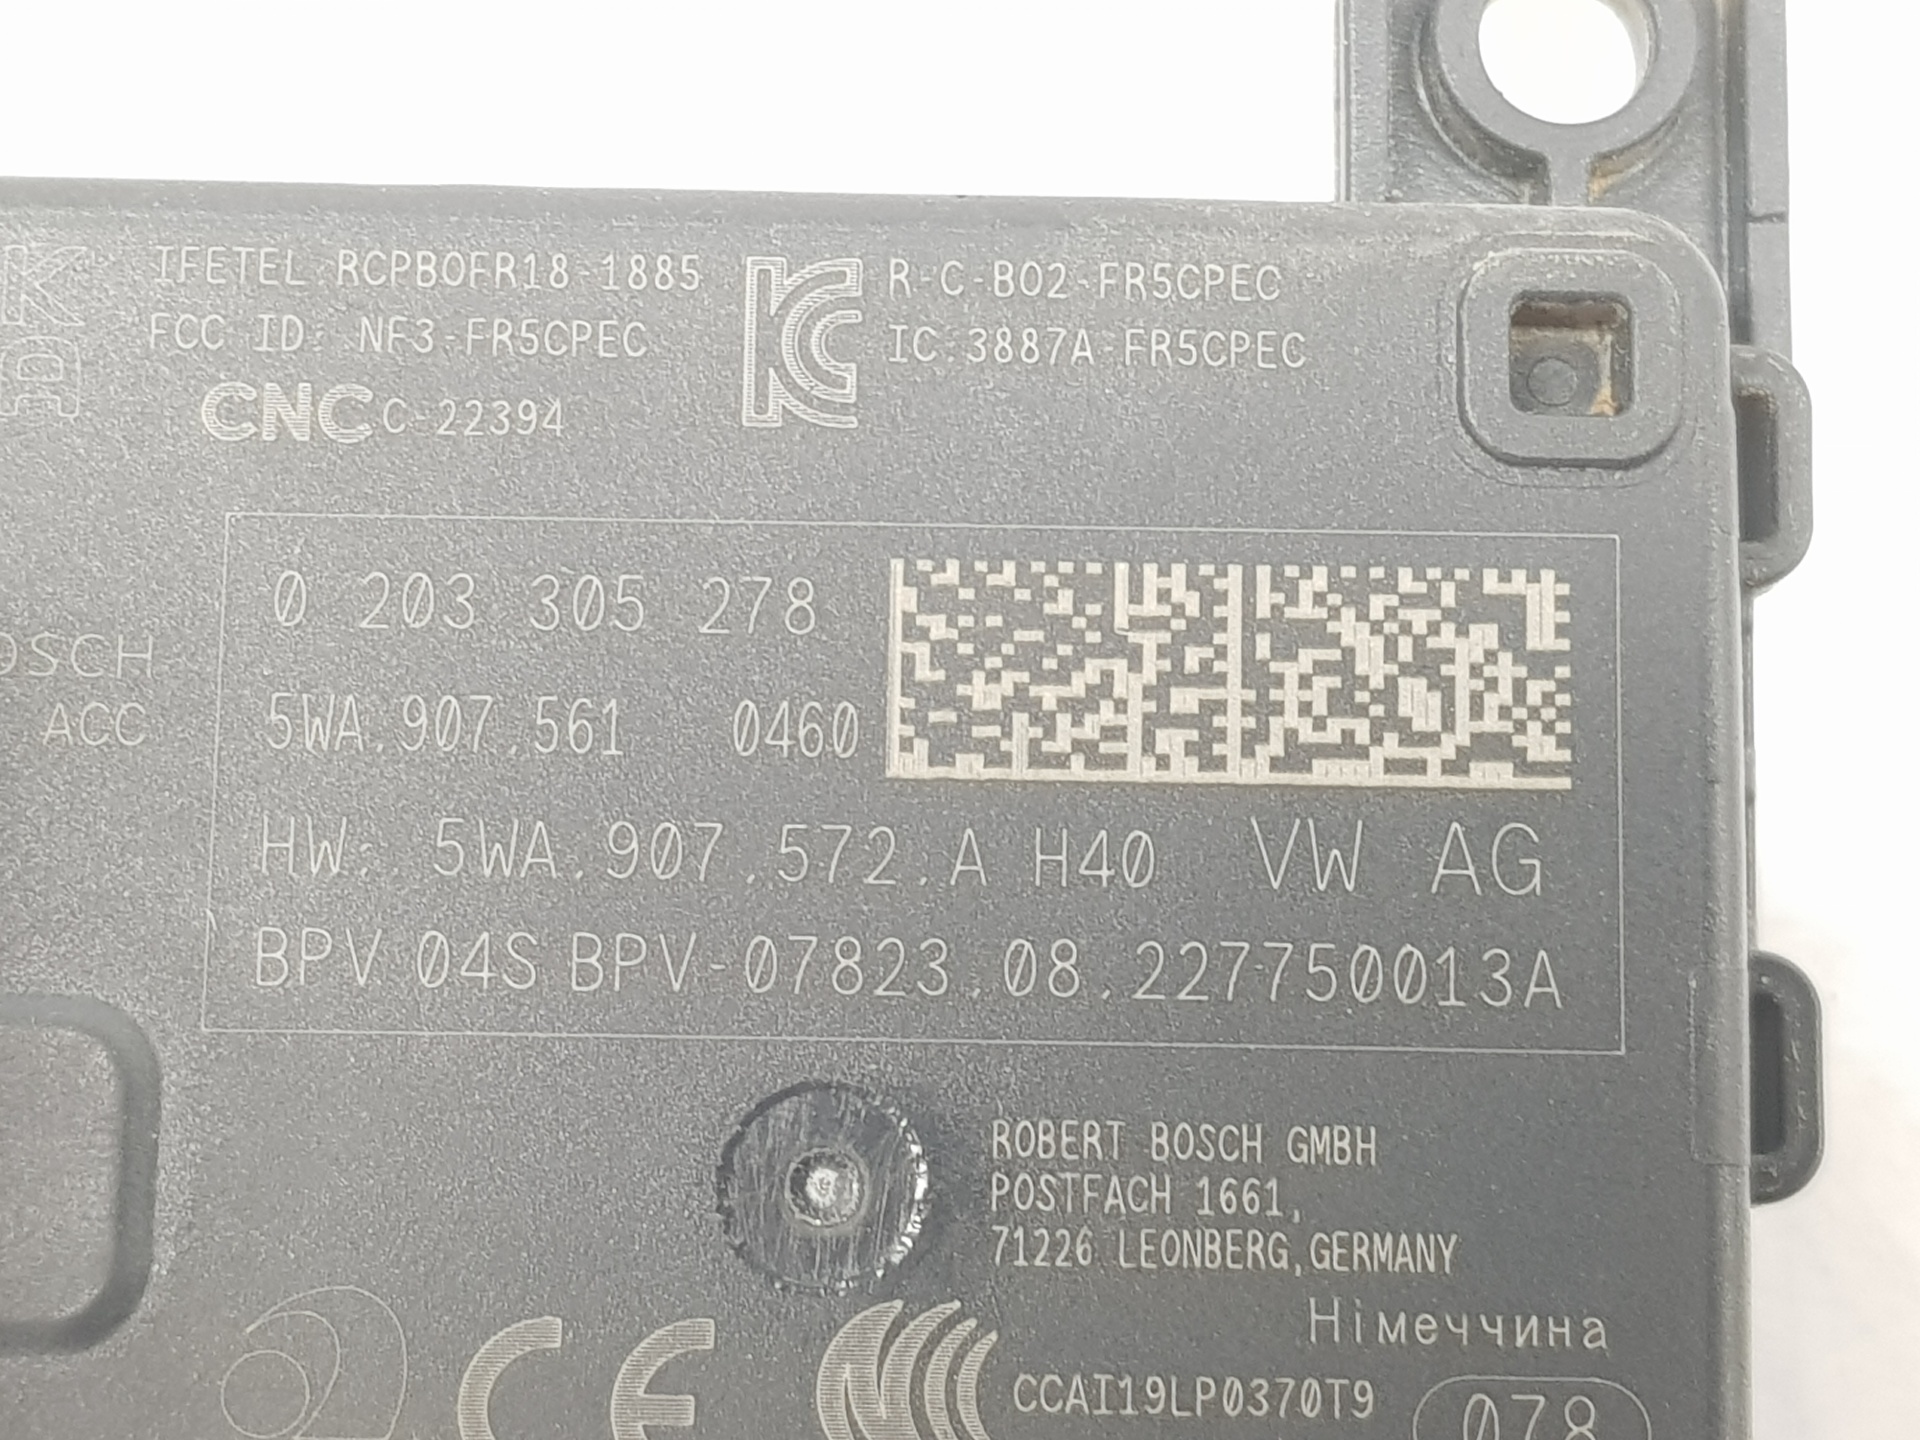 IFETEL RCPBOFR18-1885
FCC ID: NF3-FR5CPEC
CNC C-22394
R-C-B02-FR5CPEC
IC:3887A-FR5CPEC
0 203 305 278
OSCH
ACC
5WA.907.561 0460
HW: 5WA.907.572.A H40 VW AG
BPV 04S BPV-07823.08.227750013A
ROBERT BOSCH GMBH
POSTFACH 1661,
71226 LEONBERG,GERMANY
Німеччина
CE
CCAI19LP0370T9
078